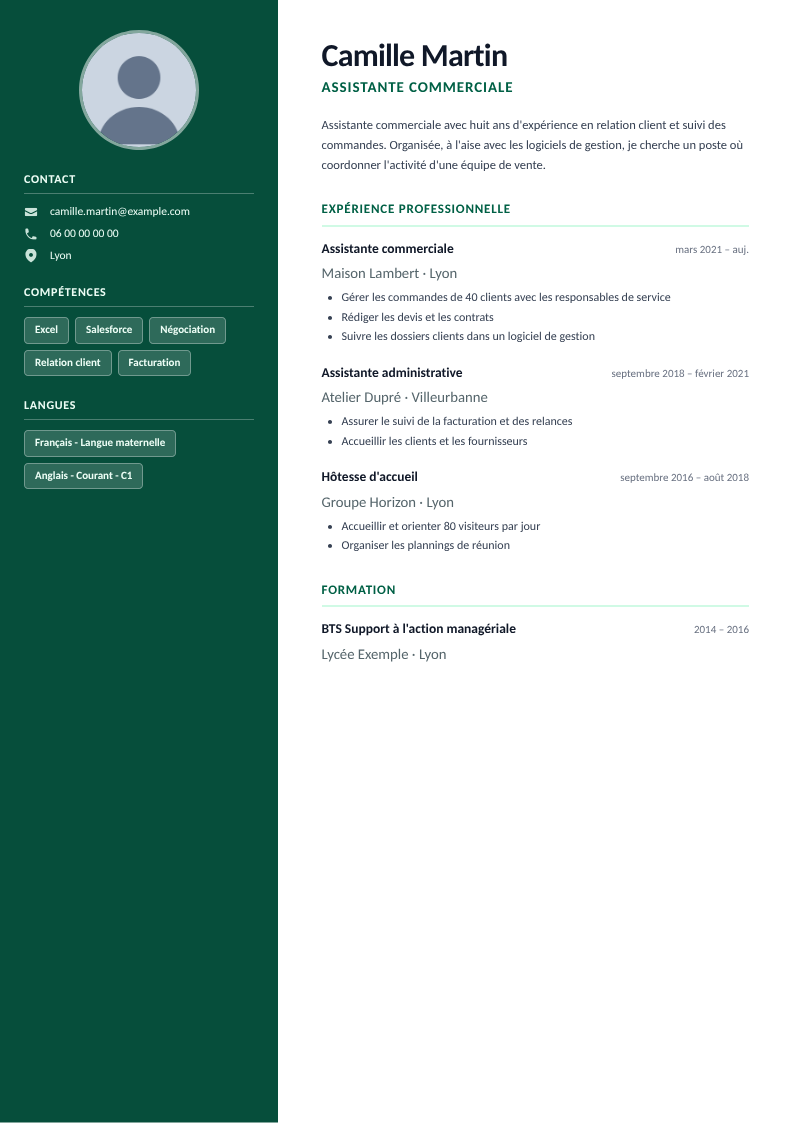 CONTACT
camille.martin@example.com
06 00 00 00 00
Lyon
COMPÉTENCES
Excel
Salesforce
Négociation
Relation client
Facturation
LANGUES
Français - Langue maternelle
Anglais - Courant - C1
Camille Martin
ASSISTANTE COMMERCIALE
Assistante commerciale avec huit ans d'expérience en relation client et suivi des
commandes. Organisée, à l'aise avec les logiciels de gestion, je cherche un poste où
coordonner l'activité d'une équipe de vente.
EXPÉRIENCE PROFESSIONNELLE
Assistante commerciale mars 2021 – auj.
Maison Lambert · Lyon
• Gérer les commandes de 40 clients avec les responsables de service
• Rédiger les devis et les contrats
• Suivre les dossiers clients dans un logiciel de gestion
Assistante administrative septembre 2018 – février 2021
Atelier Dupré · Villeurbanne
• Assurer le suivi de la facturation et des relances
• Accueillir les clients et les fournisseurs
Hôtesse d'accueil septembre 2016 – août 2018
Groupe Horizon · Lyon
• Accueillir et orienter 80 visiteurs par jour
• Organiser les plannings de réunion
FORMATION
BTS Support à l'action managériale 2014 – 2016
Lycée Exemple · Lyon